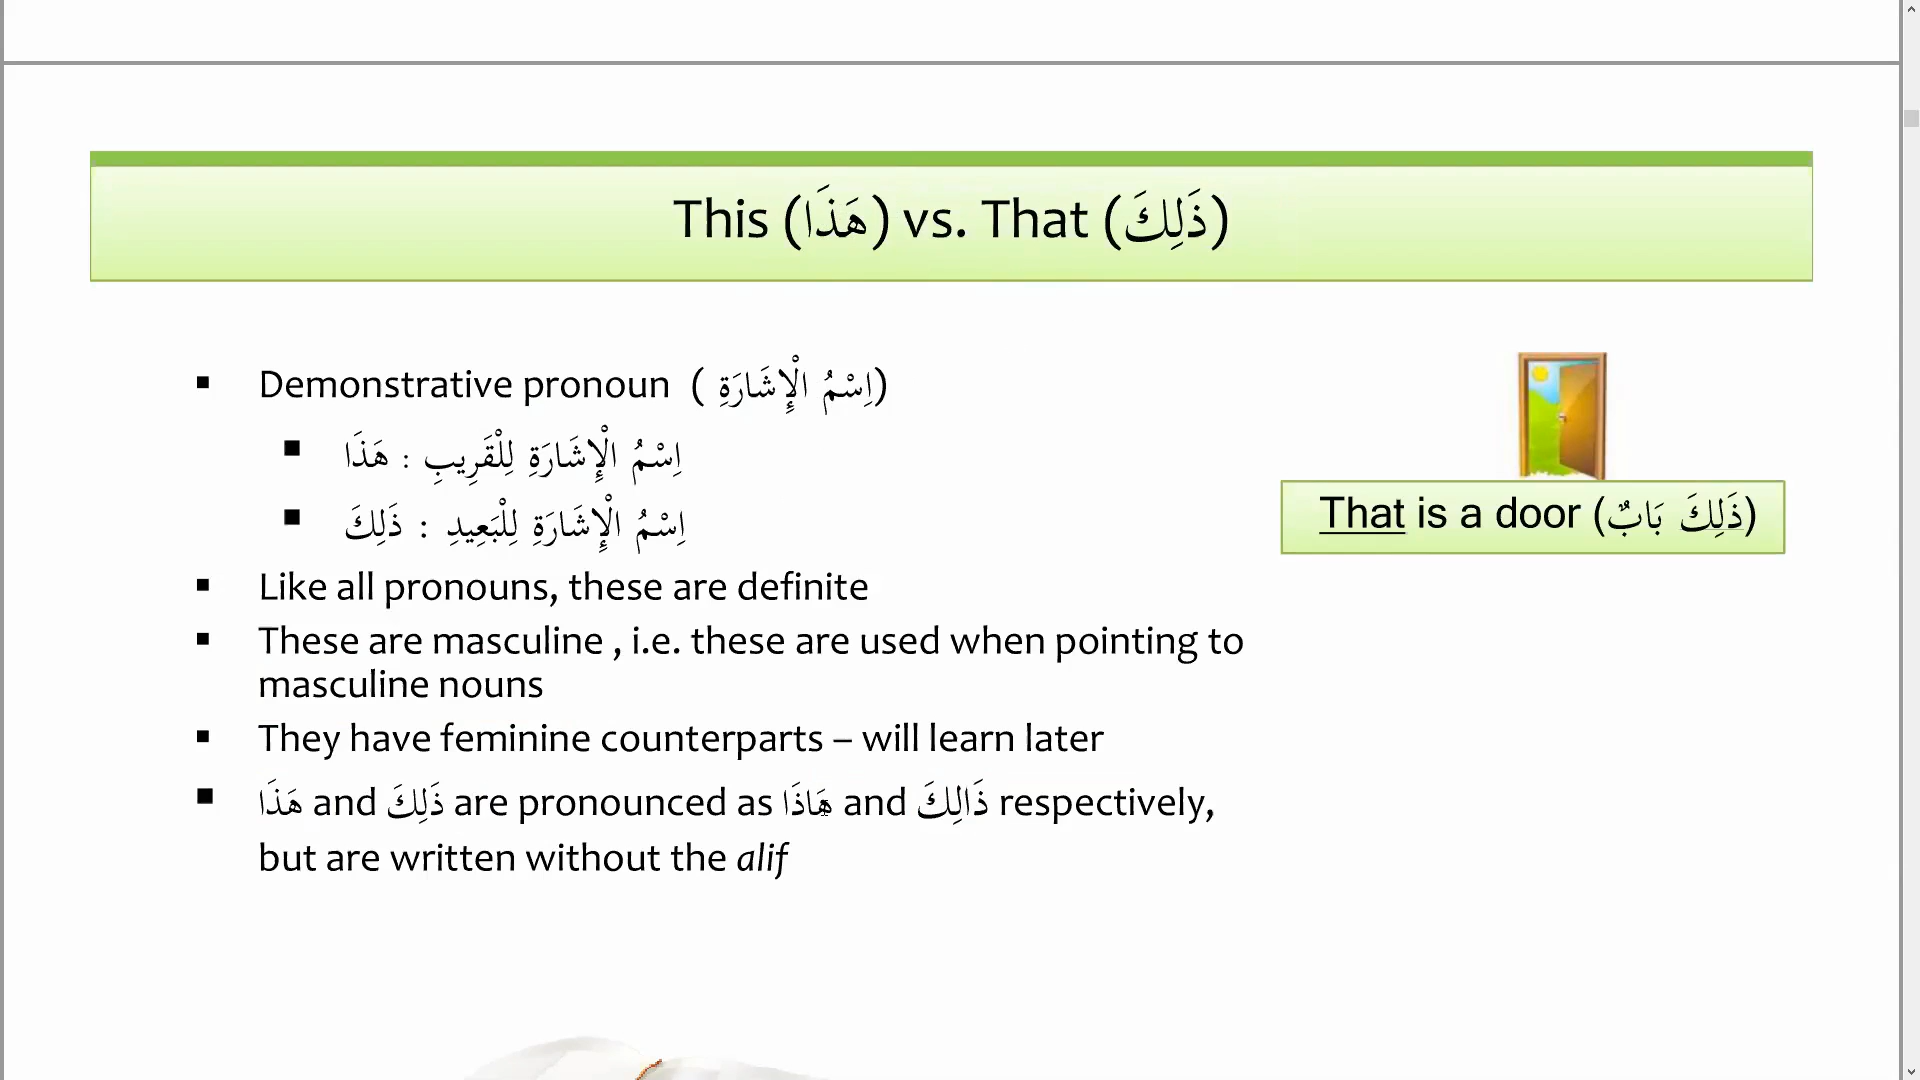 This (هَذَا) vs. That (ذَلِكَ)
Demonstrative pronoun (اِسْمُ الْإِشَارَةِ)
اِسْمُ الْإِشَارَةِ لِلْقَرِيبِ : هَذَا
اِسْمُ الْإِشَارَةِ لِلْبَعِيدِ : ذَلِكَ
Like all pronouns, these are definite
These are masculine , i.e. these are used when pointing to
masculine nouns
They have feminine counterparts – will learn later
هَذَا and ذَلِكَ are pronounced as هَاذَا and ذَالِكَ respectively,
but are written without the alif
That is a door (ذَلِكَ بَابٌ)